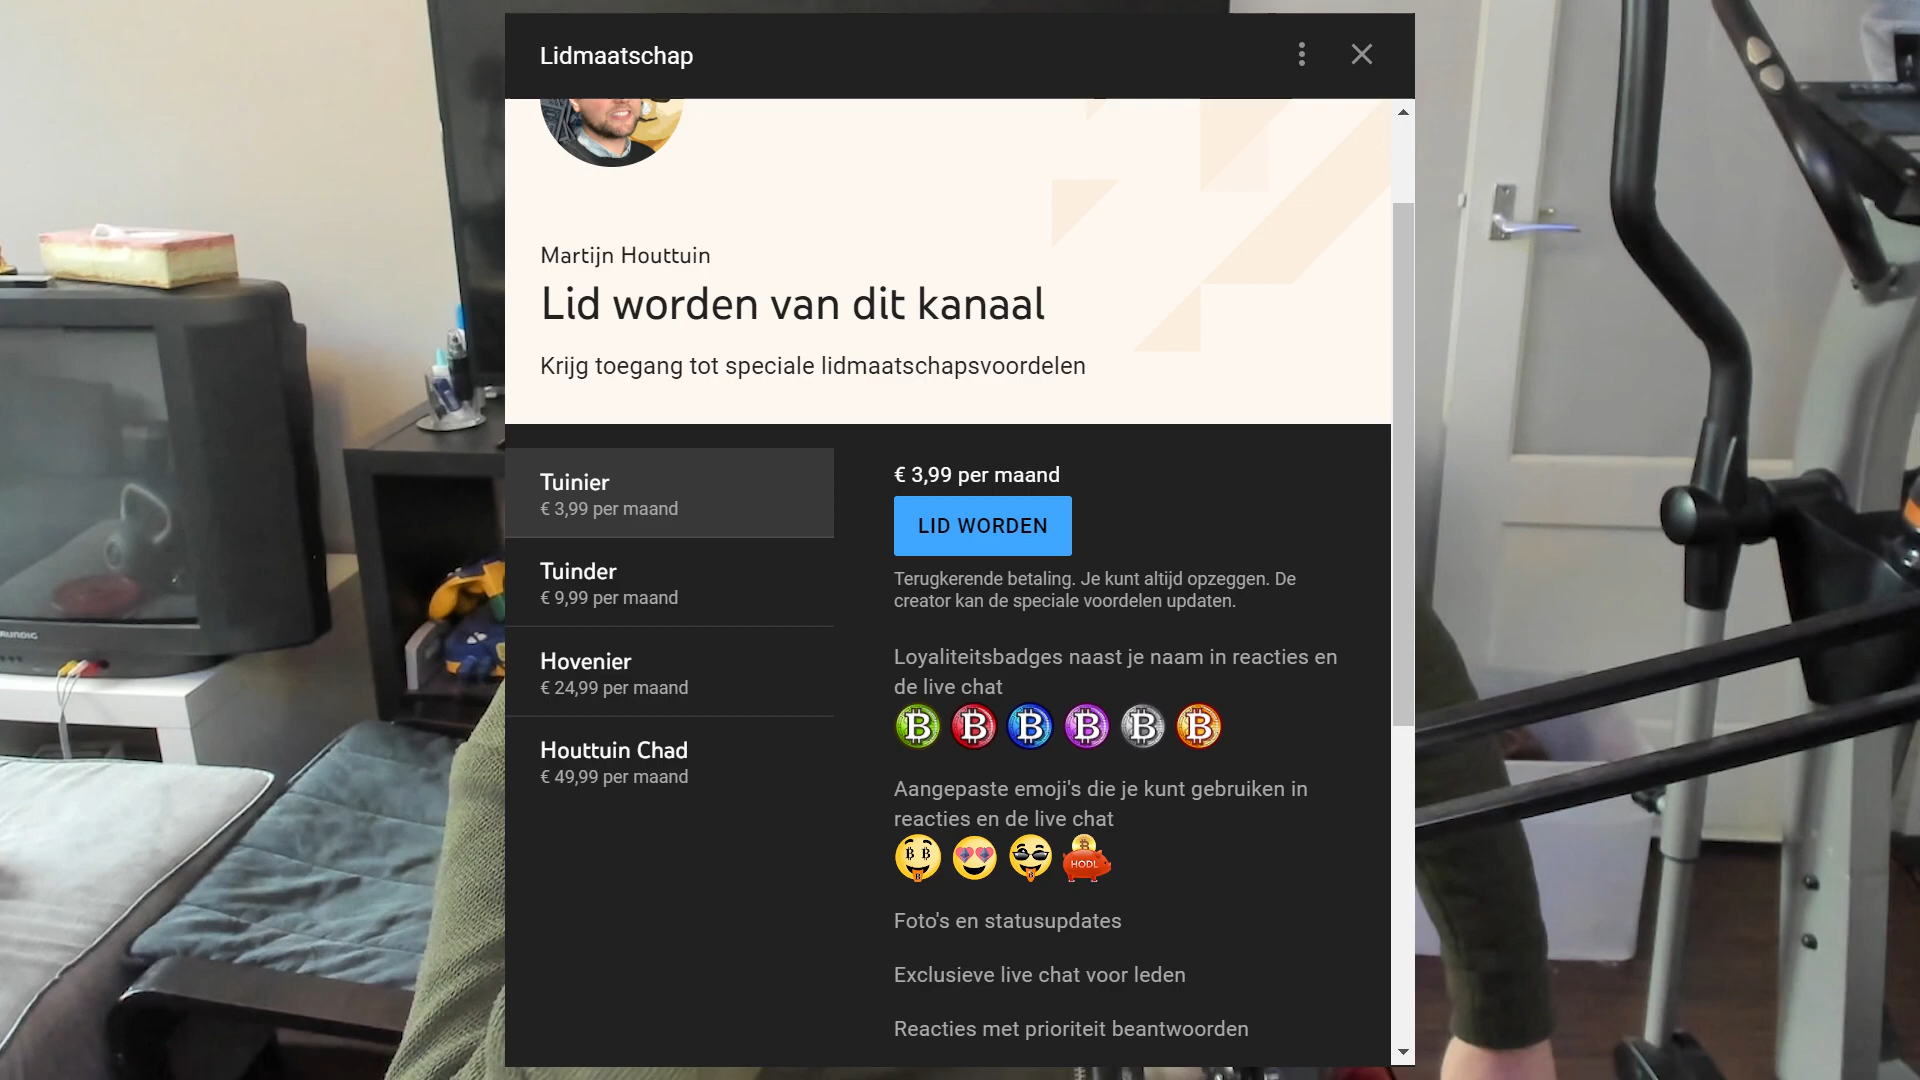 Lidmaatschap
Martijn Houttuin
Lid worden van dit kanaal
Krijg toegang tot speciale lidmaatschapsvoordelen
Tuinier
€ 3,99 per maand
Tuinder
€ 9,99 per maand
Hovenier
€ 24,99 per maand
Houttuin Chad
€ 49,99 per maand
€ 3,99 per maand
LID WORDEN
Terugkerende betaling. Je kunt altijd opzeggen. De
creator kan de speciale voordelen updaten.
Loyaliteitsbadges naast je naam in reacties en
de live chat
B B B B B B
Aangepaste emoji's die je kunt gebruiken in
reacties en de live chat
HODL
Foto's en statusupdates
Exclusieve live chat voor leden
Reacties met prioriteit beantwoorden
GRUNDIG